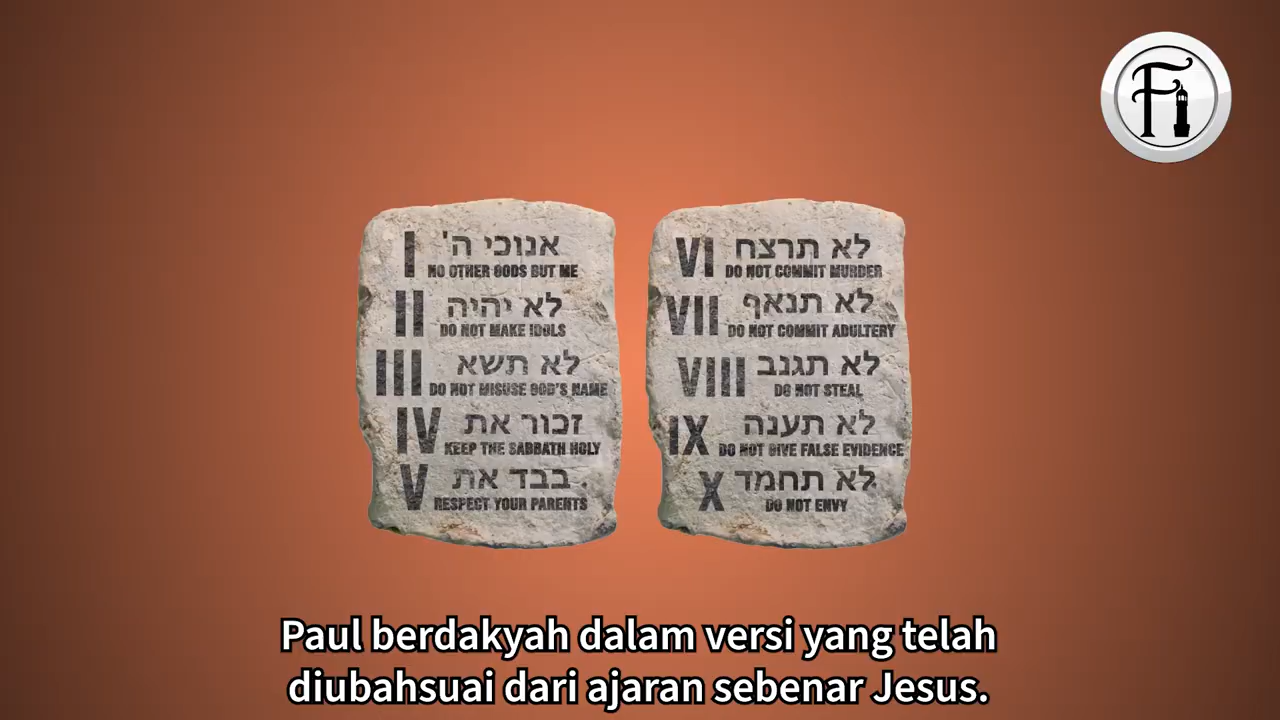 Fi
I אנוכי ה'
NO OTHER GODS BUT ME
II לא יהיה
DO NOT MAKE IDOLS
III לא תשא
DO NOT MISUSE GOD'S NAME
IV זכור את
KEEP THE SABBATH HOLY
V בבד את
RESPECT YOUR PARENTS
VI לא תרצח
DO NOT COMMIT MURDER
VII לא תנאף
DO NOT COMMIT ADULTERY
VIII לא תגנב
DO NOT STEAL
IX לא תענה
DO NOT GIVE FALSE EVIDENCE
X לא תחמד
DO NOT ENVY
Paul berdakyah dalam versi yang telah
diubahsuai dari ajaran sebenar Jesus.